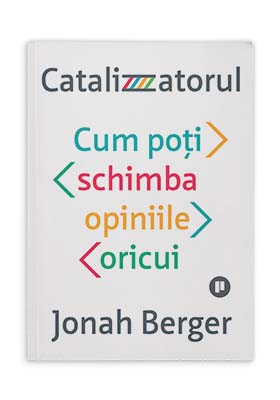 Catalizzzatorul
Cum poți
schimba
opiniile
oricui
Jonah Berger